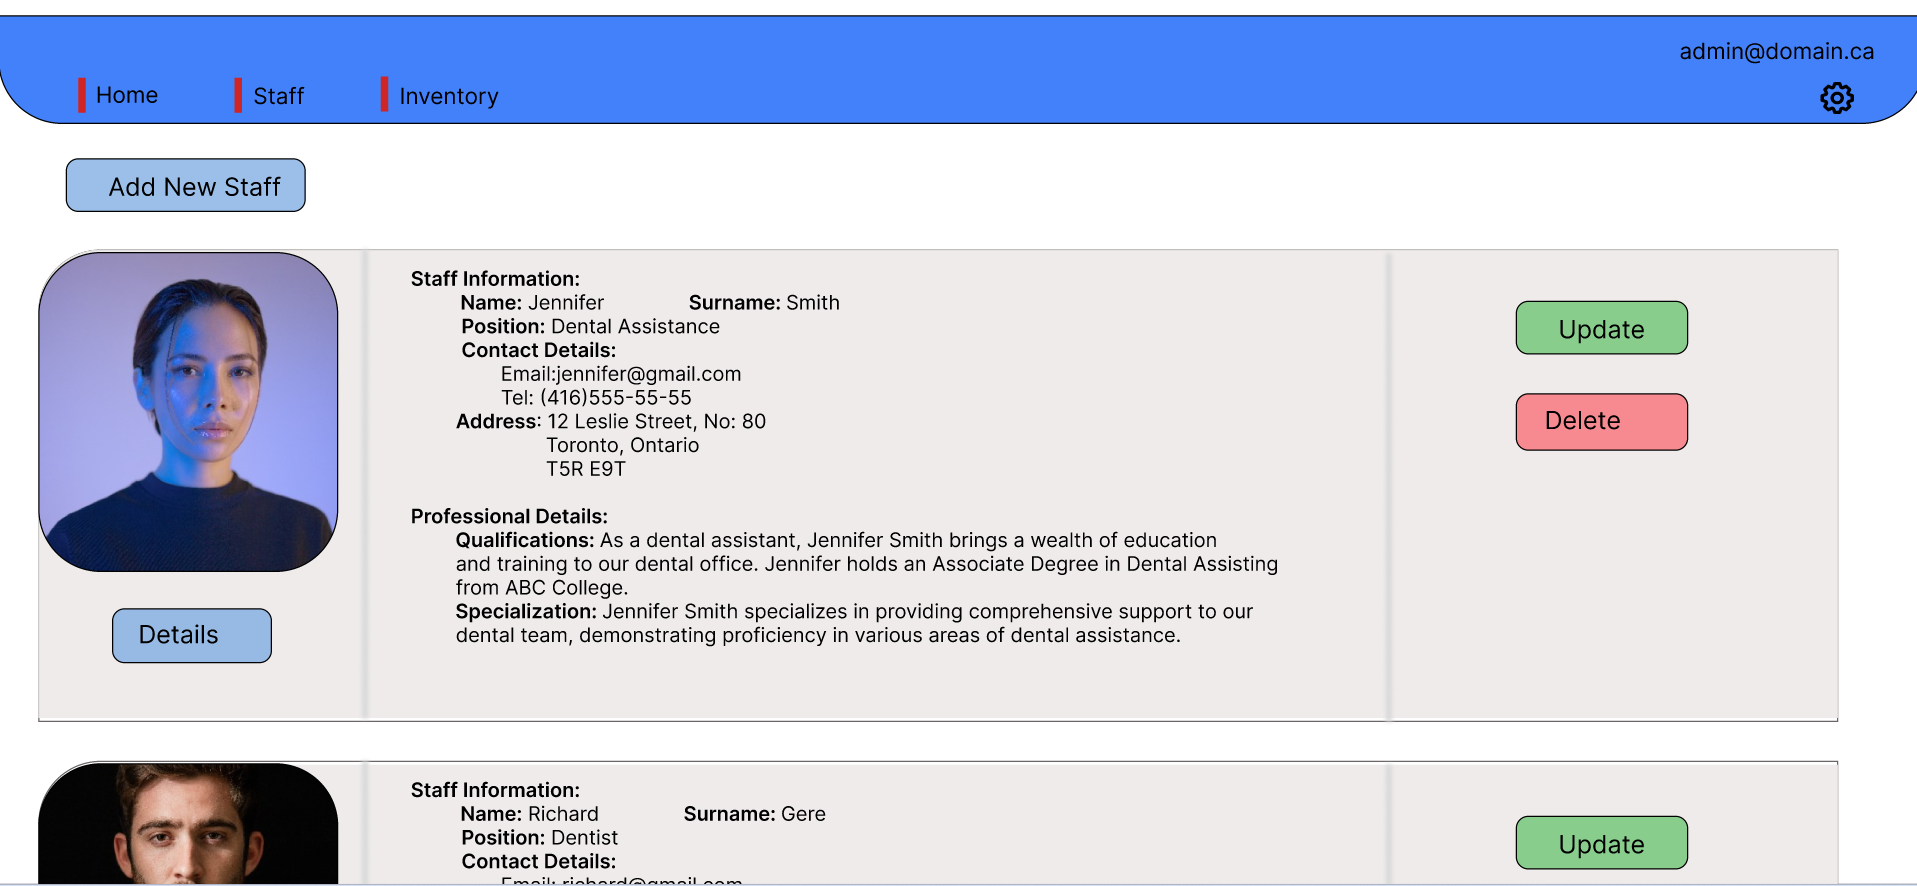 admin@domain.ca
Home Staff Inventory
Add New Staff
Staff Information:
Name: Jennifer Surname: Smith
Position: Dental Assistance
Contact Details:
Email:jennifer@gmail.com
Tel: (416)555-55-55
Address: 12 Leslie Street, No: 80
Toronto, Ontario
T5R E9T
Professional Details:
Qualifications: As a dental assistant, Jennifer Smith brings a wealth of education
and training to our dental office. Jennifer holds an Associate Degree in Dental Assisting
from ABC College.
Specialization: Jennifer Smith specializes in providing comprehensive support to our
dental team, demonstrating proficiency in various areas of dental assistance.
Details
Update
Delete
Staff Information:
Name: Richard Surname: Gere
Position: Dentist
Contact Details:
Email: richard@gmail.com
Update